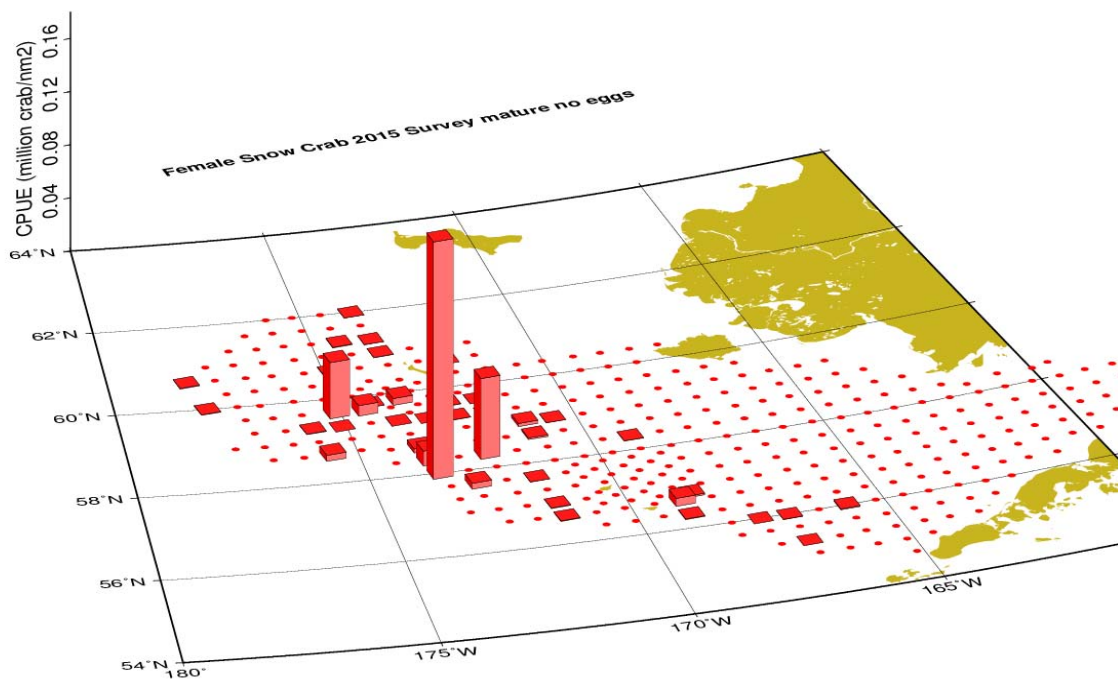 CPUE (million crab/nm2)
0.16
0.12
0.08
0.04
Female Snow Crab 2015 Survey mature no eggs
64˚N
62˚N
60˚N
58˚N
56˚N
54˚N
180˚
175˚W
170˚W
165˚W